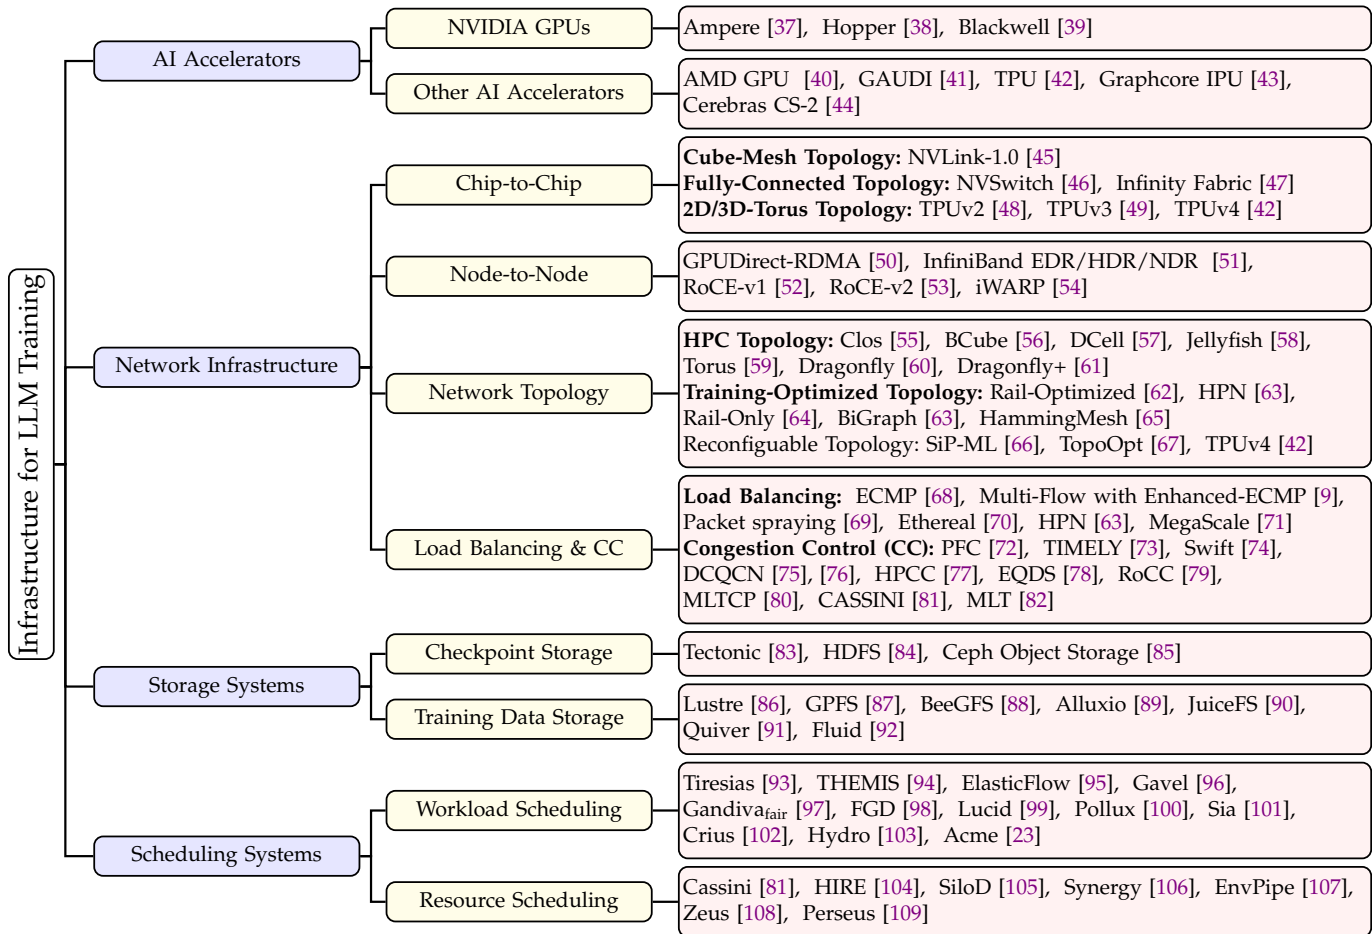 Infrastructure for LLM Training
AI Accelerators
NVIDIA GPUs
Ampere [37], Hopper [38], Blackwell [39]
Other AI Accelerators
AMD GPU [40], GAUDI [41], TPU [42], Graphcore IPU [43],
Cerebras CS-2 [44]
Network Infrastructure
Chip-to-Chip
Cube-Mesh Topology: NVLink-1.0 [45]
Fully-Connected Topology: NVSwitch [46], Infinity Fabric [47]
2D/3D-Torus Topology: TPUv2 [48], TPUv3 [49], TPUv4 [42]
Node-to-Node
GPUDirect-RDMA [50], InfiniBand EDR/HDR/NDR [51],
RoCE-v1 [52], RoCE-v2 [53], iWARP [54]
Network Topology
HPC Topology: Clos [55], BCube [56], DCell [57], Jellyfish [58],
Torus [59], Dragonfly [60], Dragonfly+ [61]
Training-Optimized Topology: Rail-Optimized [62], HPN [63],
Rail-Only [64], BiGraph [63], HammingMesh [65]
Reconfiguable Topology: SiP-ML [66], TopoOpt [67], TPUv4 [42]
Load Balancing & CC
Load Balancing: ECMP [68], Multi-Flow with Enhanced-ECMP [9],
Packet spraying [69], Ethereal [70], HPN [63], MegaScale [71]
Congestion Control (CC): PFC [72], TIMELY [73], Swift [74],
DCQCN [75], [76], HPCC [77], EQDS [78], RoCC [79],
MLTCP [80], CASSINI [81], MLT [82]
Storage Systems
Checkpoint Storage
Tectonic [83], HDFS [84], Ceph Object Storage [85]
Training Data Storage
Lustre [86], GPFS [87], BeeGFS [88], Alluxio [89], JuiceFS [90],
Quiver [91], Fluid [92]
Scheduling Systems
Workload Scheduling
Tiresias [93], THEMIS [94], ElasticFlow [95], Gavel [96],
Gandivafair [97], FGD [98], Lucid [99], Pollux [100], Sia [101],
Crius [102], Hydro [103], Acme [23]
Resource Scheduling
Cassini [81], HIRE [104], SiloD [105], Synergy [106], EnvPipe [107],
Zeus [108], Perseus [109]